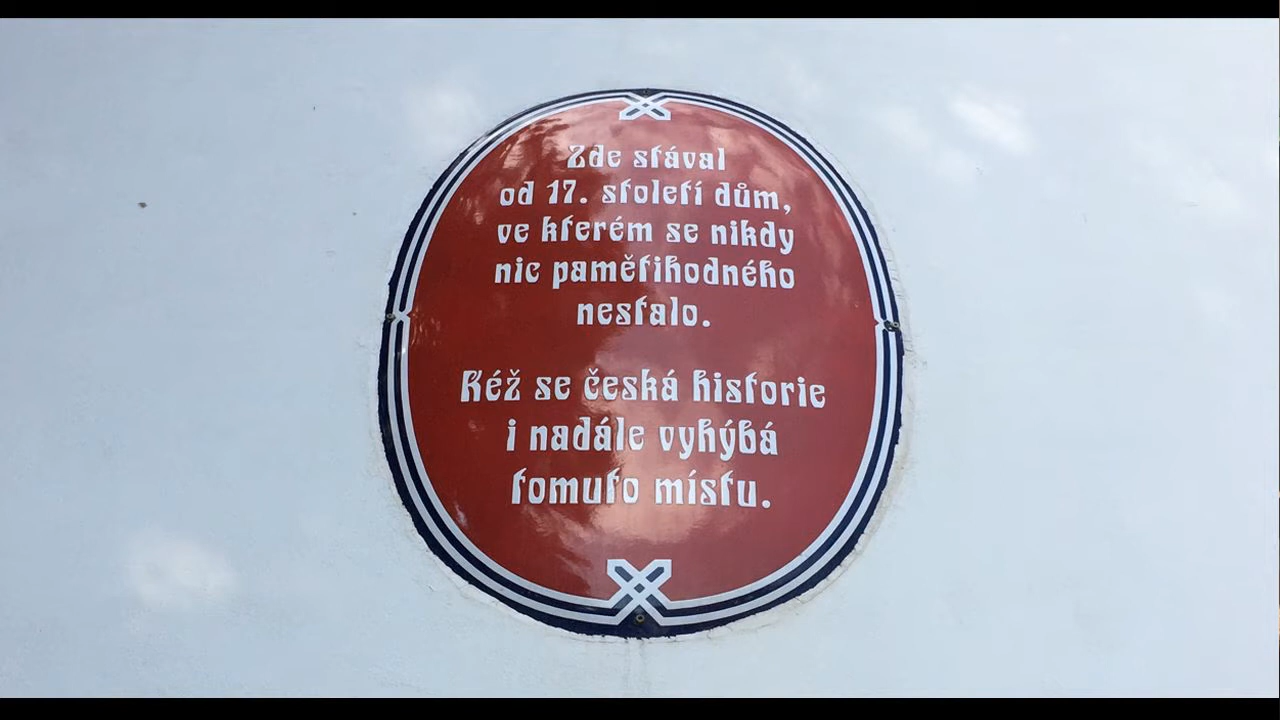 Zde stával
od 17. století dům,
ve kterém se nikdy
nic pamětihodného
nestalo.
Kéž se česká historie
i nadále vyhýbá
tomuto místu.